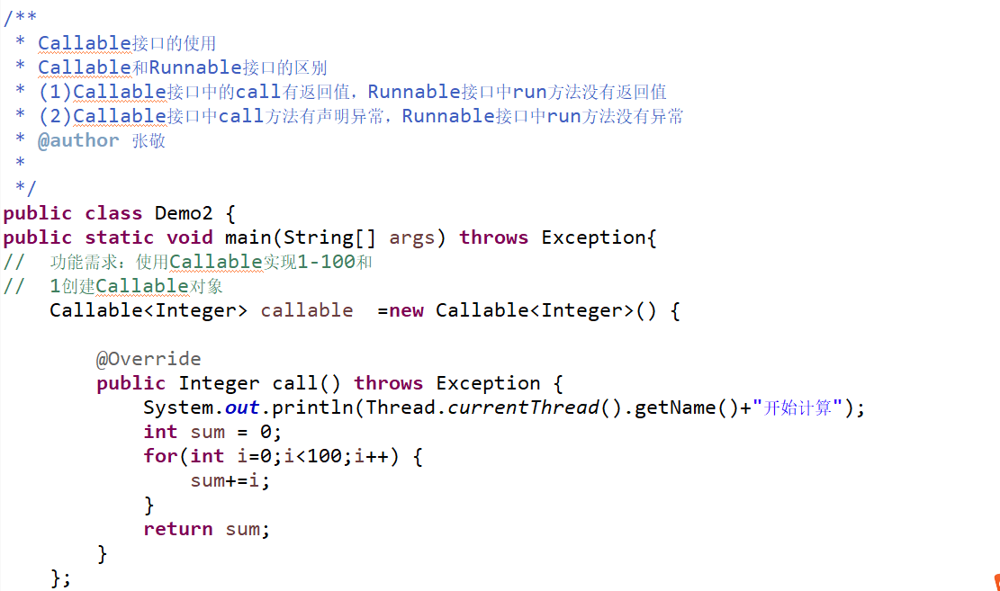 /**
 * Callable接口的使用
 * Callable和Runnable接口的区别
 * (1)Callable接口中的call有返回值，Runnable接口中run方法没有返回值
 * (2)Callable接口中call方法有声明异常，Runnable接口中run方法没有异常
 * @author 张敬
 *
 */
public class Demo2 {
public static void main(String[] args) throws Exception{
//  功能需求：使用Callable实现1-100和
//  1创建Callable对象
    Callable<Integer> callable  =new Callable<Integer>() {
        @Override
        public Integer call() throws Exception {
            System.out.println(Thread.currentThread().getName()+"开始计算");
            int sum = 0;
            for(int i=0;i<100;i++) {
                sum+=i;
            }
            return sum;
        }
    };